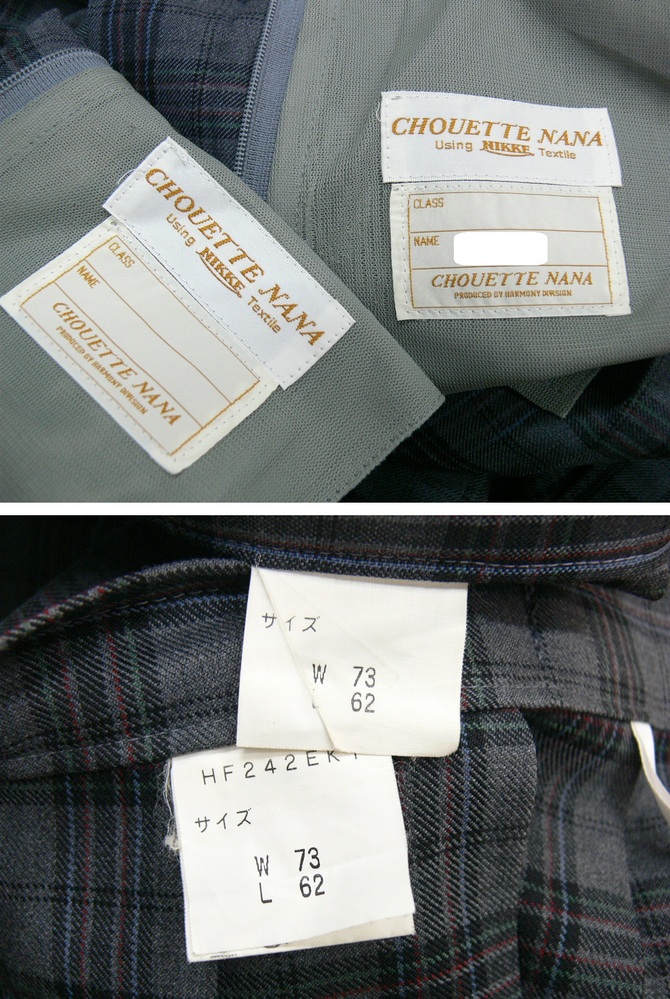 CHOUETTE NANA
Using NIKKE Textile
CLASS
NAME
CHOUETTE NANA
PRODUCED BY HARMONY DIVISION
CHOUETTE NANA
Using NIKKE Textile
CLASS
NAME
CHOUETTE NANA
PRODUCED BY HARMONY DIVISION
サイズ
W 73
L 62
HF242EK
サイズ
W 73
L 62